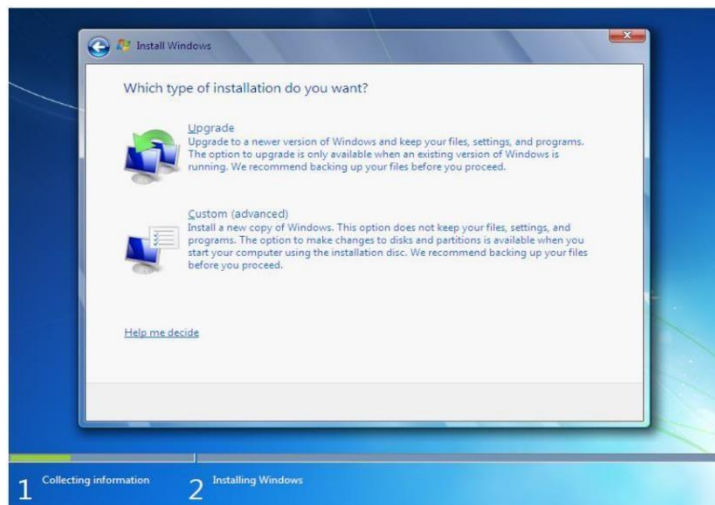 Install Windows
Which type of installation do you want?
Upgrade
Upgrade to a newer version of Windows and keep your files, settings, and programs.
The option to upgrade is only available when an existing version of Windows is
running. We recommend backing up your files before you proceed.
Custom (advanced)
Install a new copy of Windows. This option does not keep your files, settings, and
programs. The option to make changes to disks and partitions is available when you
start your computer using the installation disc. We recommend backing up your files
before you proceed.
Help me decide
1 Collecting information
2 Installing Windows